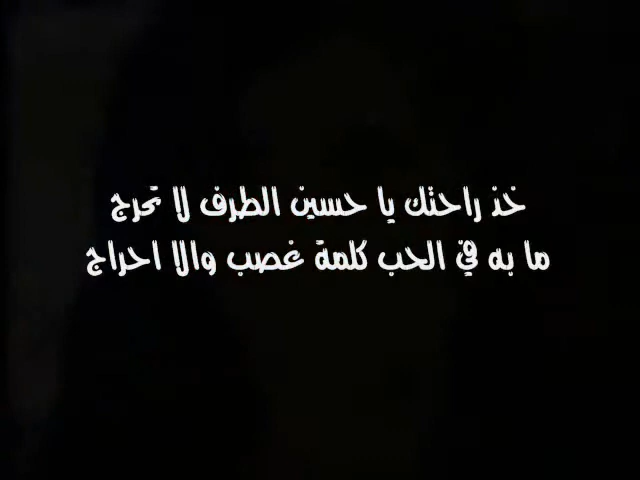 خذ راحتك يا حسين الطرف لا تحرج
ما به في الحب كلمة غصب والا احراج